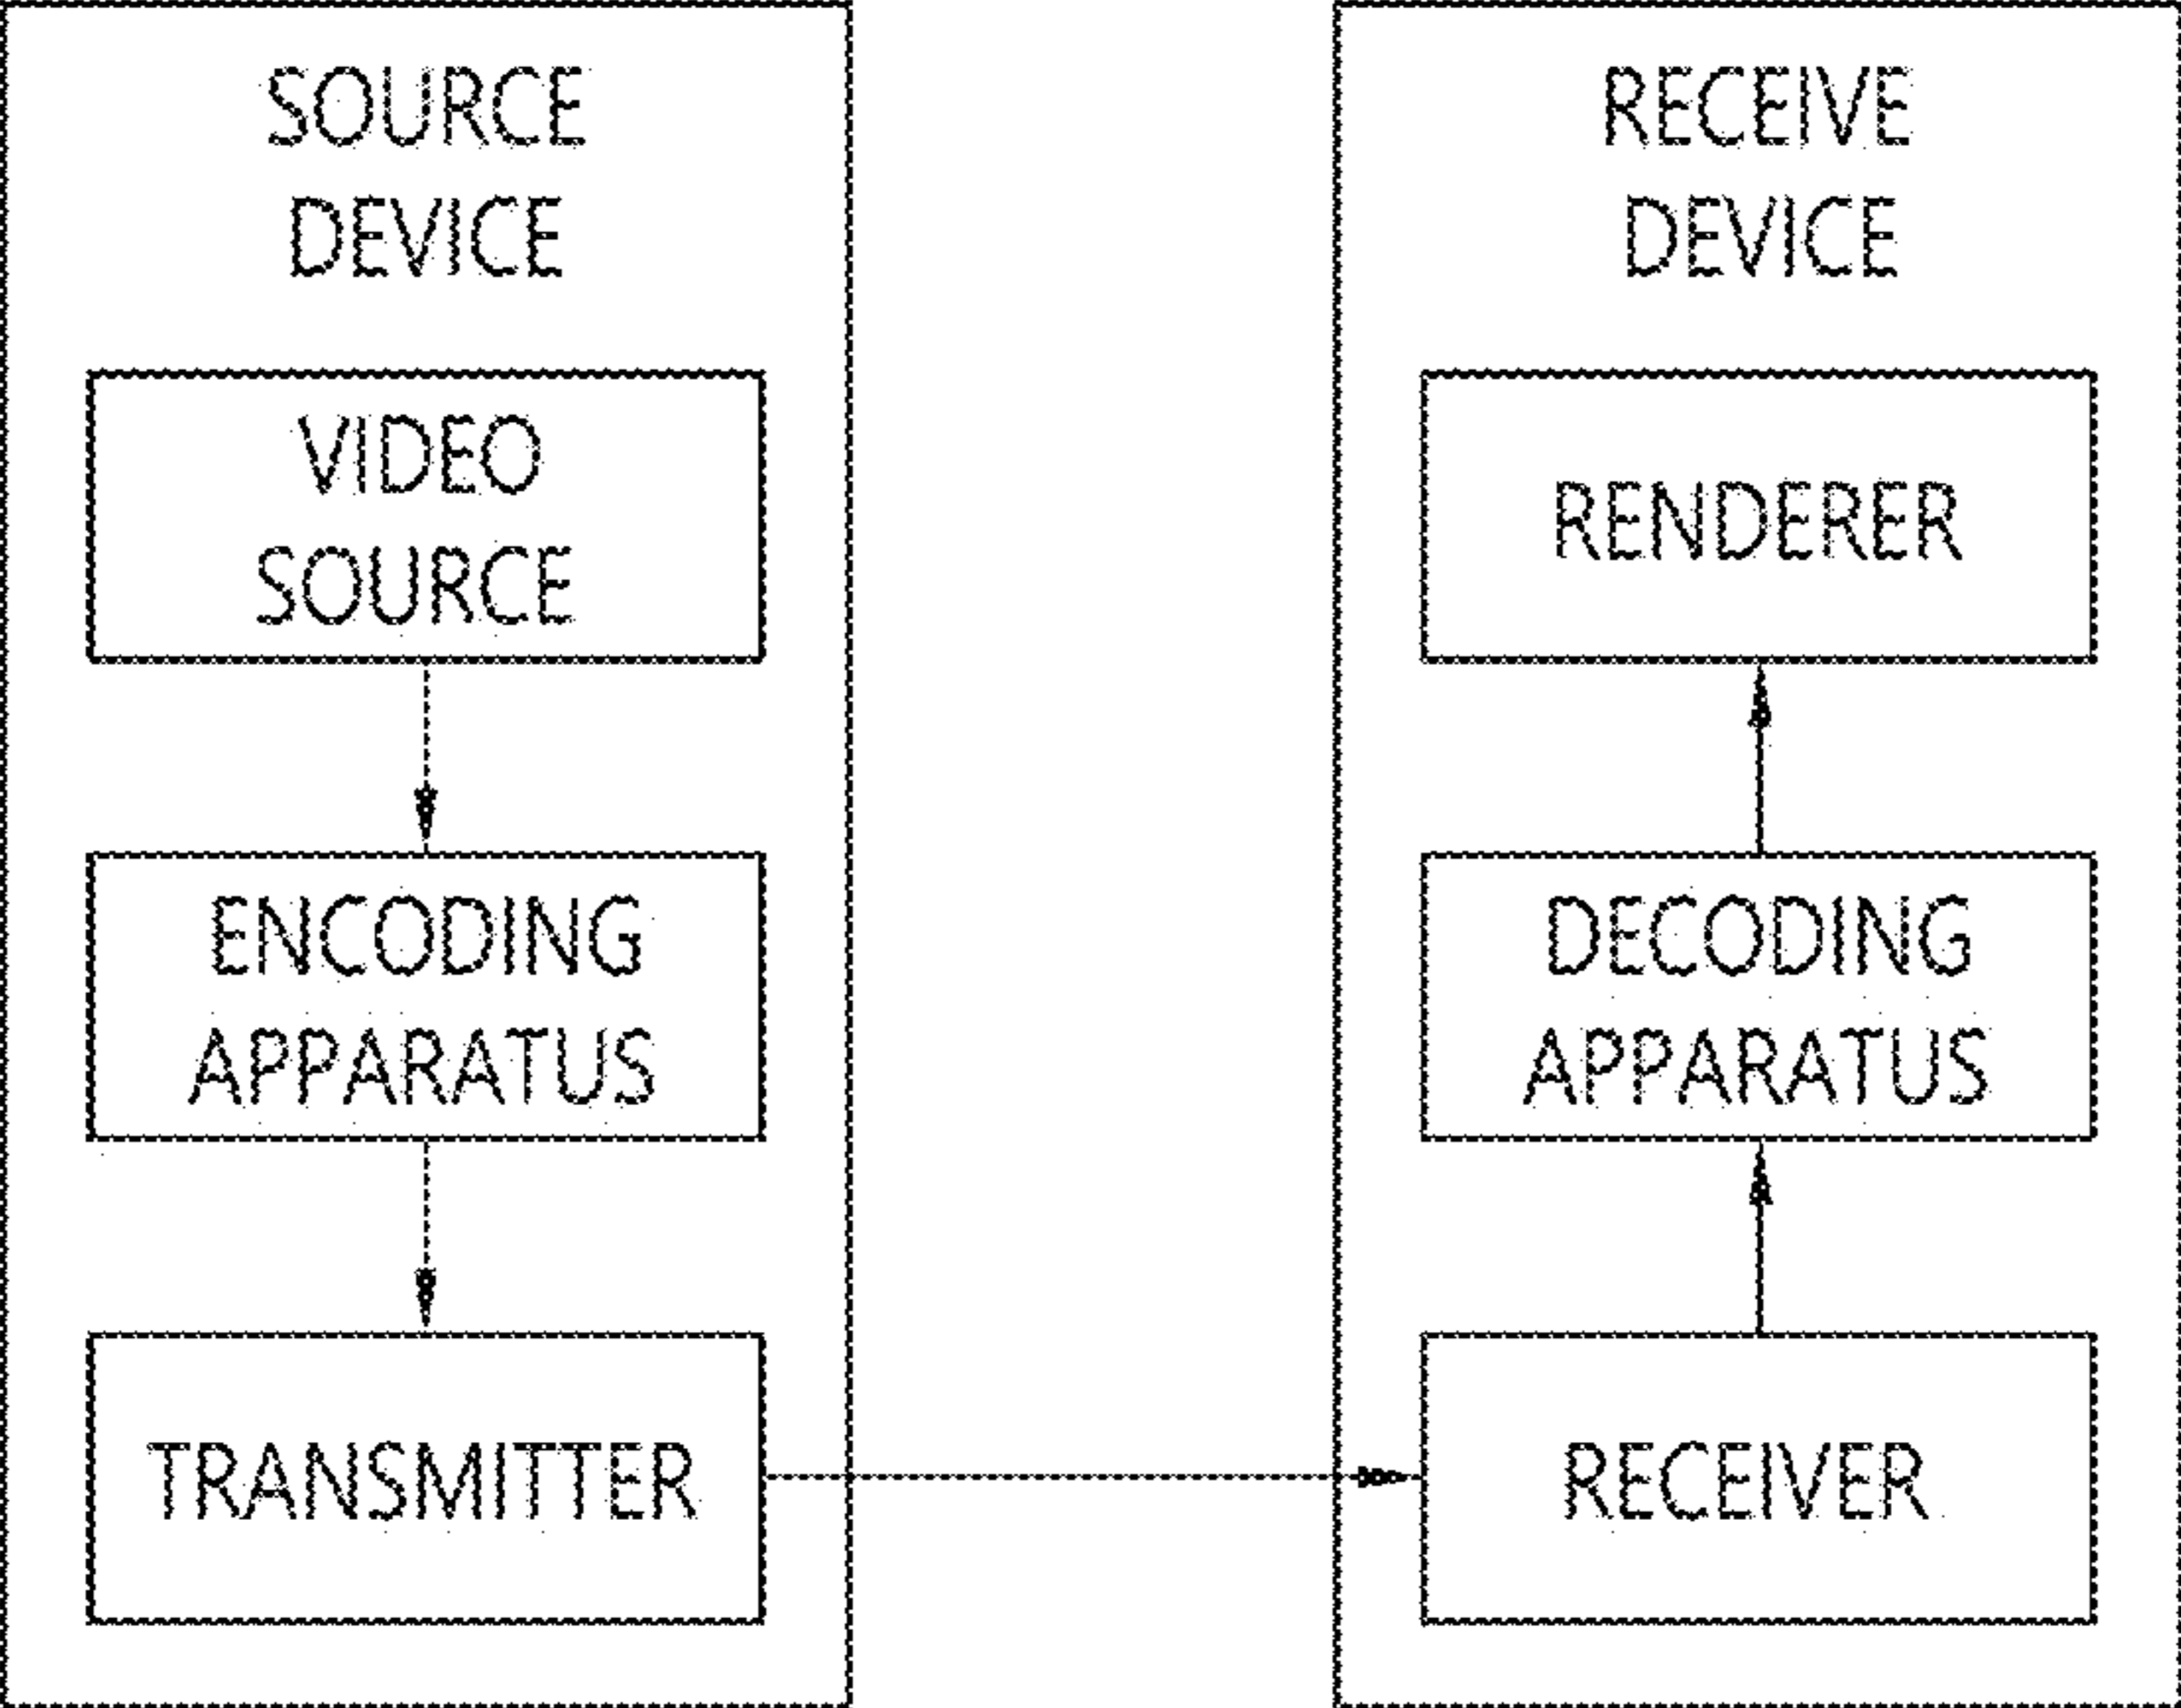 SOURCE
DEVICE
VIDEO
SOURCE
ENCODING
APPARATUS
TRANSMITTER
RECEIVE
DEVICE
RENDERER
DECODING
APPARATUS
RECEIVER